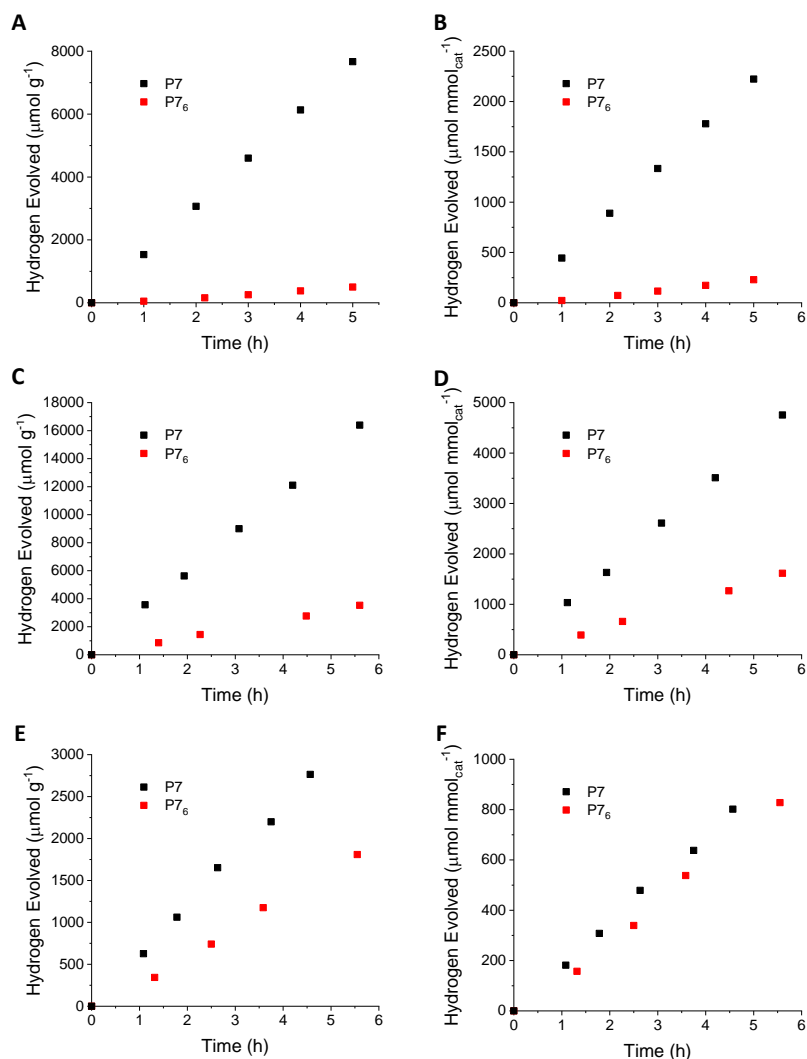 A
Hydrogen Evolved (μmol g⁻¹)
8000
6000
4000
2000
0
P7
P7₆
0 1 2 3 4 5
Time (h)
B
Hydrogen Evolved (μmol mmol_cat⁻¹)
2500
2000
1500
1000
500
0
P7
P7₆
0 1 2 3 4 5 6
Time (h)
C
Hydrogen Evolved (μmol g⁻¹)
18000
16000
14000
12000
10000
8000
6000
4000
2000
0
P7
P7₆
0 1 2 3 4 5 6
Time (h)
D
Hydrogen Evolved (μmol mmol_cat⁻¹)
5000
4000
3000
2000
1000
0
P7
P7₆
0 1 2 3 4 5 6
Time (h)
E
Hydrogen Evolved (μmol g⁻¹)
3000
2500
2000
1500
1000
500
0
P7
P7₆
0 1 2 3 4 5 6
Time (h)
F
Hydrogen Evolved (μmol mmol_cat⁻¹)
1000
800
600
400
200
0
P7
P7₆
0 1 2 3 4 5 6
Time (h)